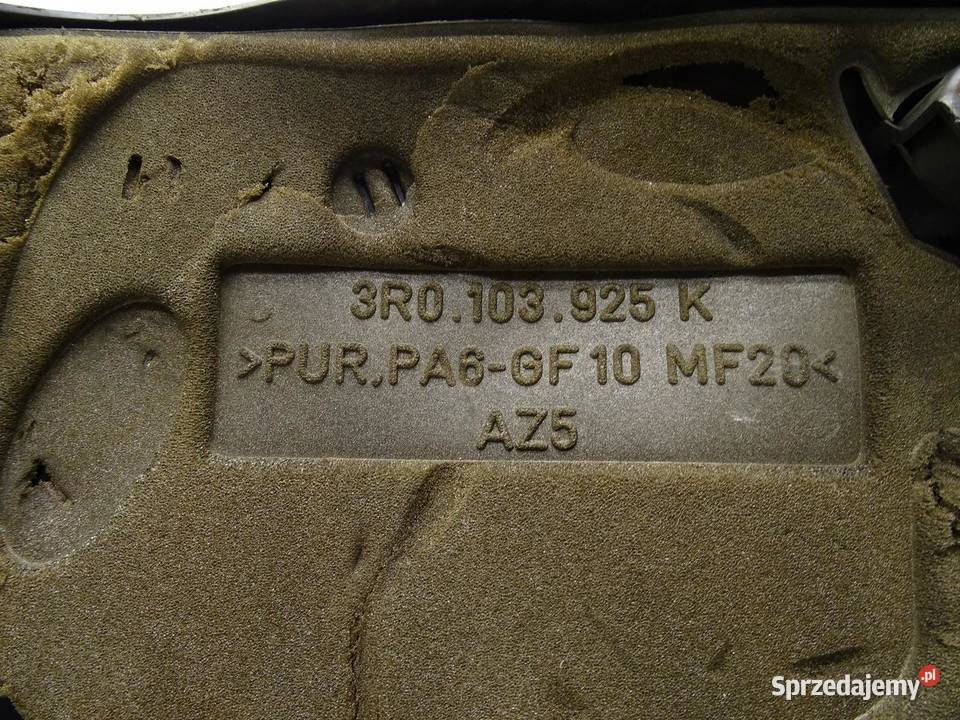 3R0.103.925 K
>PUR,PA6-GF10 MF20<
AZ5
Sprzedajemy.pl